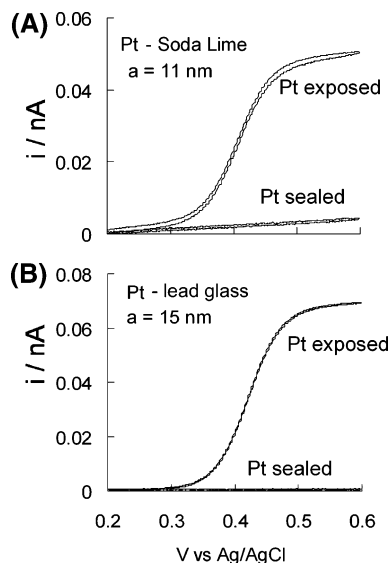 (A)
0.06
Pt - Soda Lime
a = 11 nm
Pt exposed
0.04
i / nA
0.02
Pt sealed
0
(B)
0.08
Pt - lead glass
a = 15 nm
0.06
Pt exposed
i / nA
0.04
0.02
Pt sealed
0
0.2 0.3 0.4 0.5 0.6
V vs Ag/AgCl